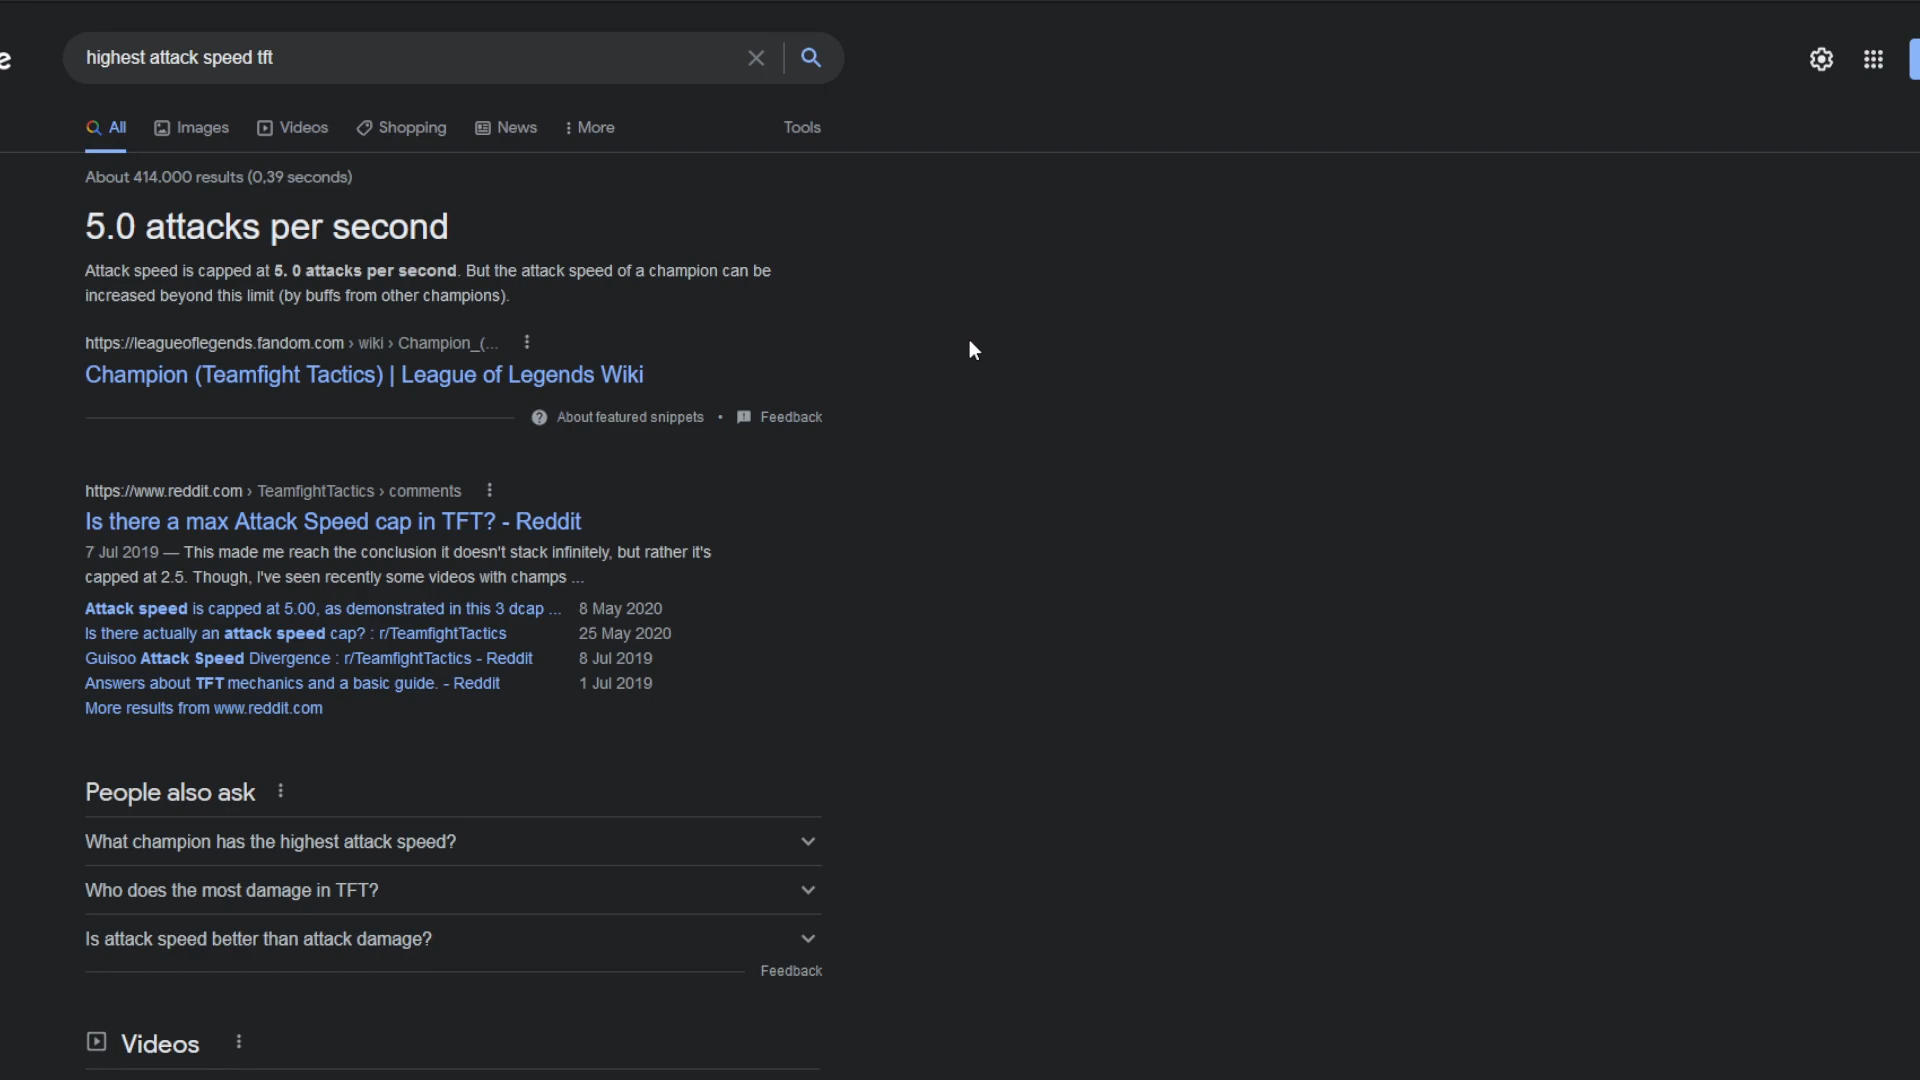 e
highest attack speed tft
All
Images
Videos
Shopping
News
More
Tools
About 414.000 results (0,39 seconds)
5.0 attacks per second
Attack speed is capped at 5. 0 attacks per second. But the attack speed of a champion can be
increased beyond this limit (by buffs from other champions).
https://leagueoflegends.fandom.com › wiki › Champion_(...
Champion (Teamfight Tactics) | League of Legends Wiki
About featured snippets • Feedback
https://www.reddit.com › TeamfightTactics › comments
Is there a max Attack Speed cap in TFT? - Reddit
7 Jul 2019 — This made me reach the conclusion it doesn't stack infinitely, but rather it's
capped at 2.5. Though, I've seen recently some videos with champs ...
Attack speed is capped at 5.00, as demonstrated in this 3 dcap ... 8 May 2020
Is there actually an attack speed cap? : r/TeamfightTactics 25 May 2020
Guisoo Attack Speed Divergence : r/TeamfightTactics - Reddit 8 Jul 2019
Answers about TFT mechanics and a basic guide. - Reddit 1 Jul 2019
More results from www.reddit.com
People also ask
What champion has the highest attack speed?
Who does the most damage in TFT?
Is attack speed better than attack damage?
Feedback
Videos